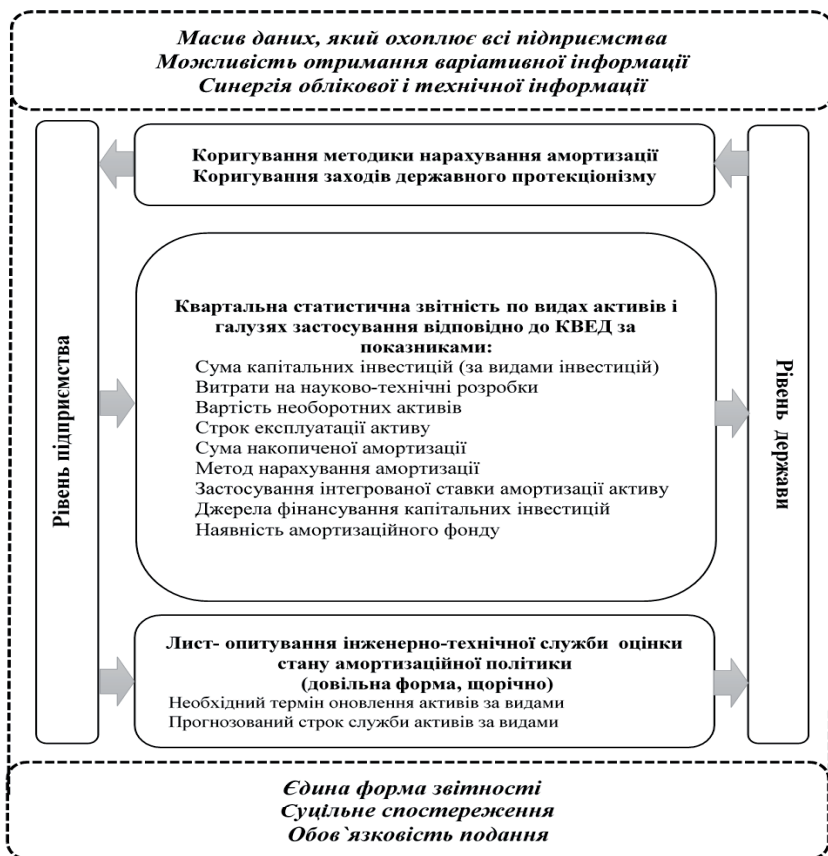 Масив даних, який охоплює всі підприємства
Можливість отримання варіативної інформації
Синергія облікової і технічної інформації
Рівень підприємства
Коригування методики нарахування амортизації
Коригування заходів державного протекціонізму
Квартальна статистична звітність по видах активів і
галузях застосування відповідно до КВЕД за
показниками:
Сума капітальних інвестицій (за видами інвестицій)
Витрати на науково-технічні розробки
Вартість необоротних активів
Строк експлуатації активу
Сума накопиченої амортизації
Метод нарахування амортизації
Застосування інтегрованої ставки амортизації активу
Джерела фінансування капітальних інвестицій
Наявність амортизаційного фонду
Лист- опитування інженерно-технічної служби оцінки
стану амортизаційної політики
(довільна форма, щорічно)
Необхідний термін оновлення активів за видами
Прогнозований строк служби активів за видами
Рівень держави
Єдина форма звітності
Суцільне спостереження
Обов`язковість подання